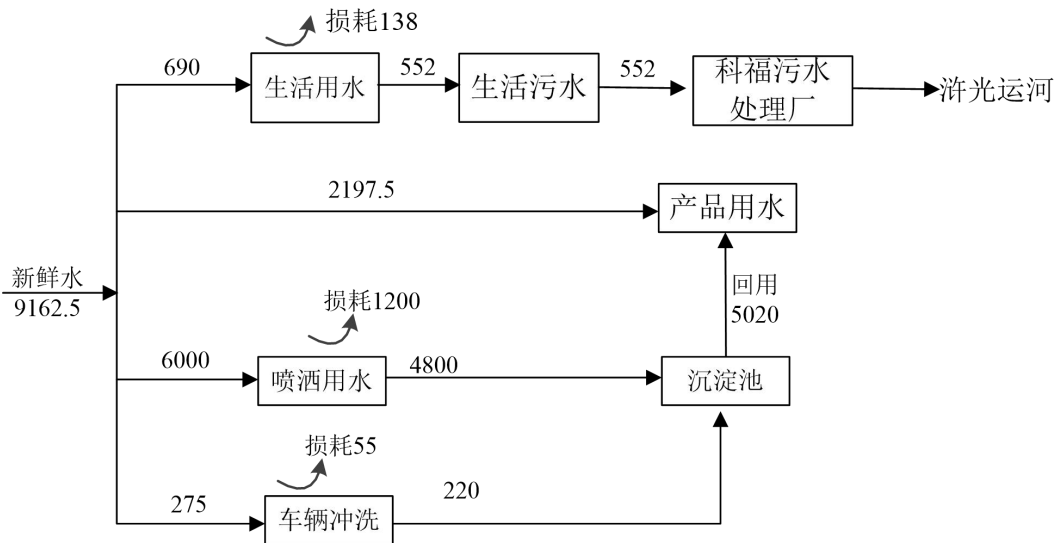 损耗138
690
生活用水
552
生活污水
552
科福污水
处理厂
浒光运河
2197.5
产品用水
新鲜水
9162.5
损耗1200
回用
5020
6000
喷洒用水
4800
沉淀池
损耗55
275
车辆冲洗
220